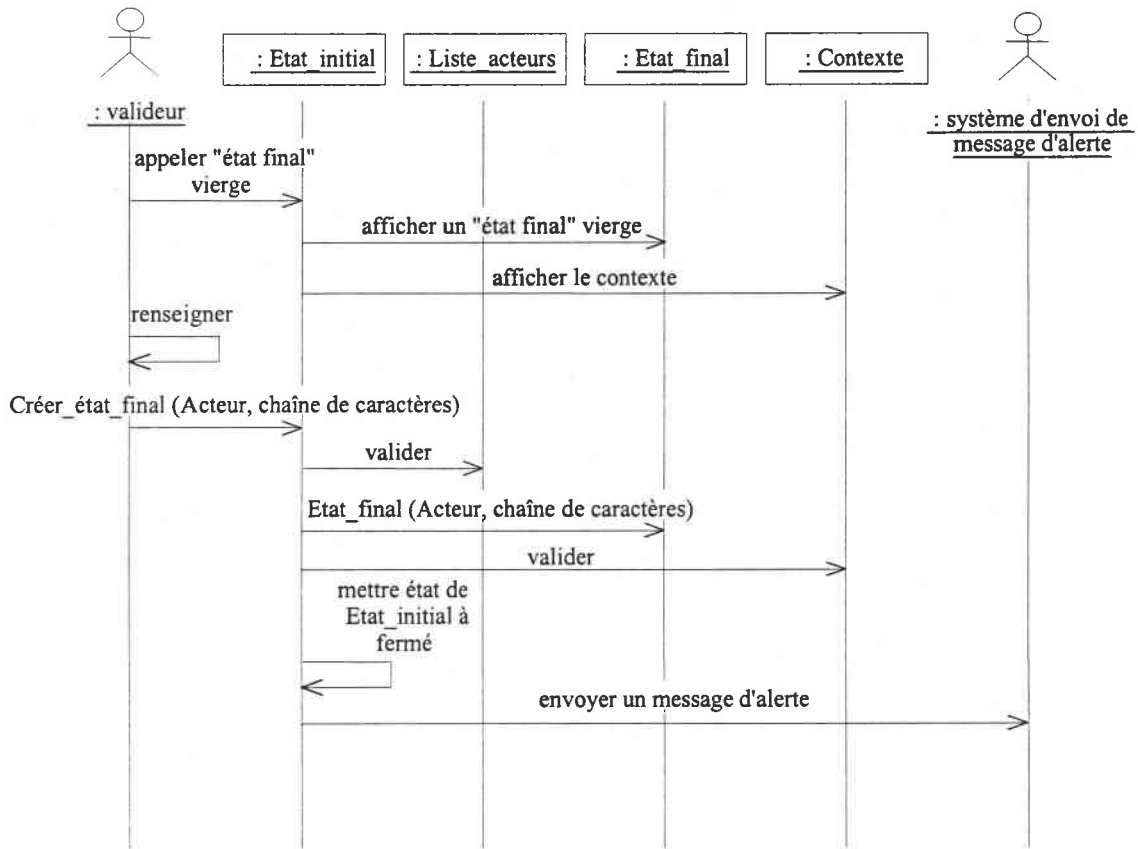 : Etat_initial
: Liste_acteurs
: Etat_final
: Contexte
: valideur
: système d'envoi de
message d'alerte
appeler "état final"
vierge
afficher un "état final" vierge
afficher le contexte
renseigner
Créer_état_final (Acteur, chaîne de caractères)
valider
Etat_final (Acteur, chaîne de caractères)
valider
mettre état de
Etat_initial à
fermé
envoyer un message d'alerte